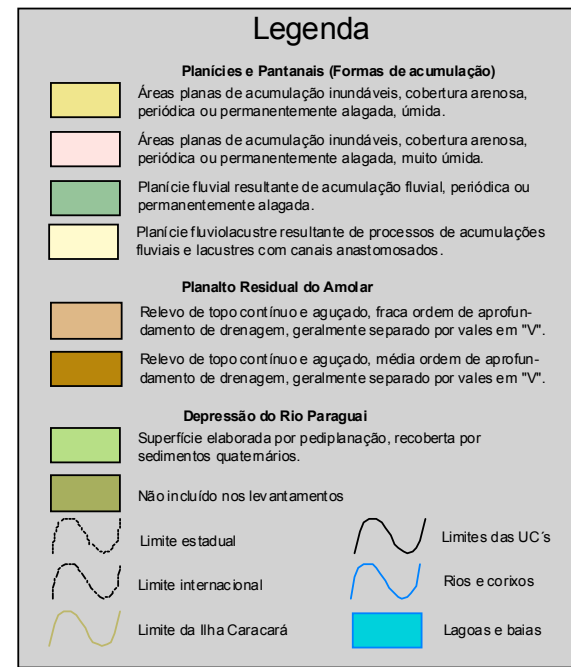 Legenda
Planícies e Pantanais (Formas de acumulação)
Áreas planas de acumulação inundáveis, cobertura arenosa,
periódica ou permanentemente alagada, úmida.
Áreas planas de acumulação inundáveis, cobertura arenosa,
periódica ou permanentemente alagada, muito úmida.
Planície fluvial resultante de acumulação fluvial, periódica ou
permanentemente alagada.
Planície fluviolacustre resultante de processos de acumulações
fluviais e lacustres com canais anastomosados.
Planalto Residual do Amolar
Relevo de topo contínuo e aguçado, fraca ordem de aprofun-
damento de drenagem, geralmente separado por vales em "V".
Relevo de topo contínuo e aguçado, média ordem de aprofun-
damento de drenagem, geralmente separado por vales em "V".
Depressão do Rio Paraguai
Superfície elaborada por pediplanação, recoberta por
sedimentos quaternários.
Não incluído nos levantamentos
Limite estadual
Limites das UC´s
Limite internacional
Rios e corixos
Limite da Ilha Caracará
Lagoas e baias